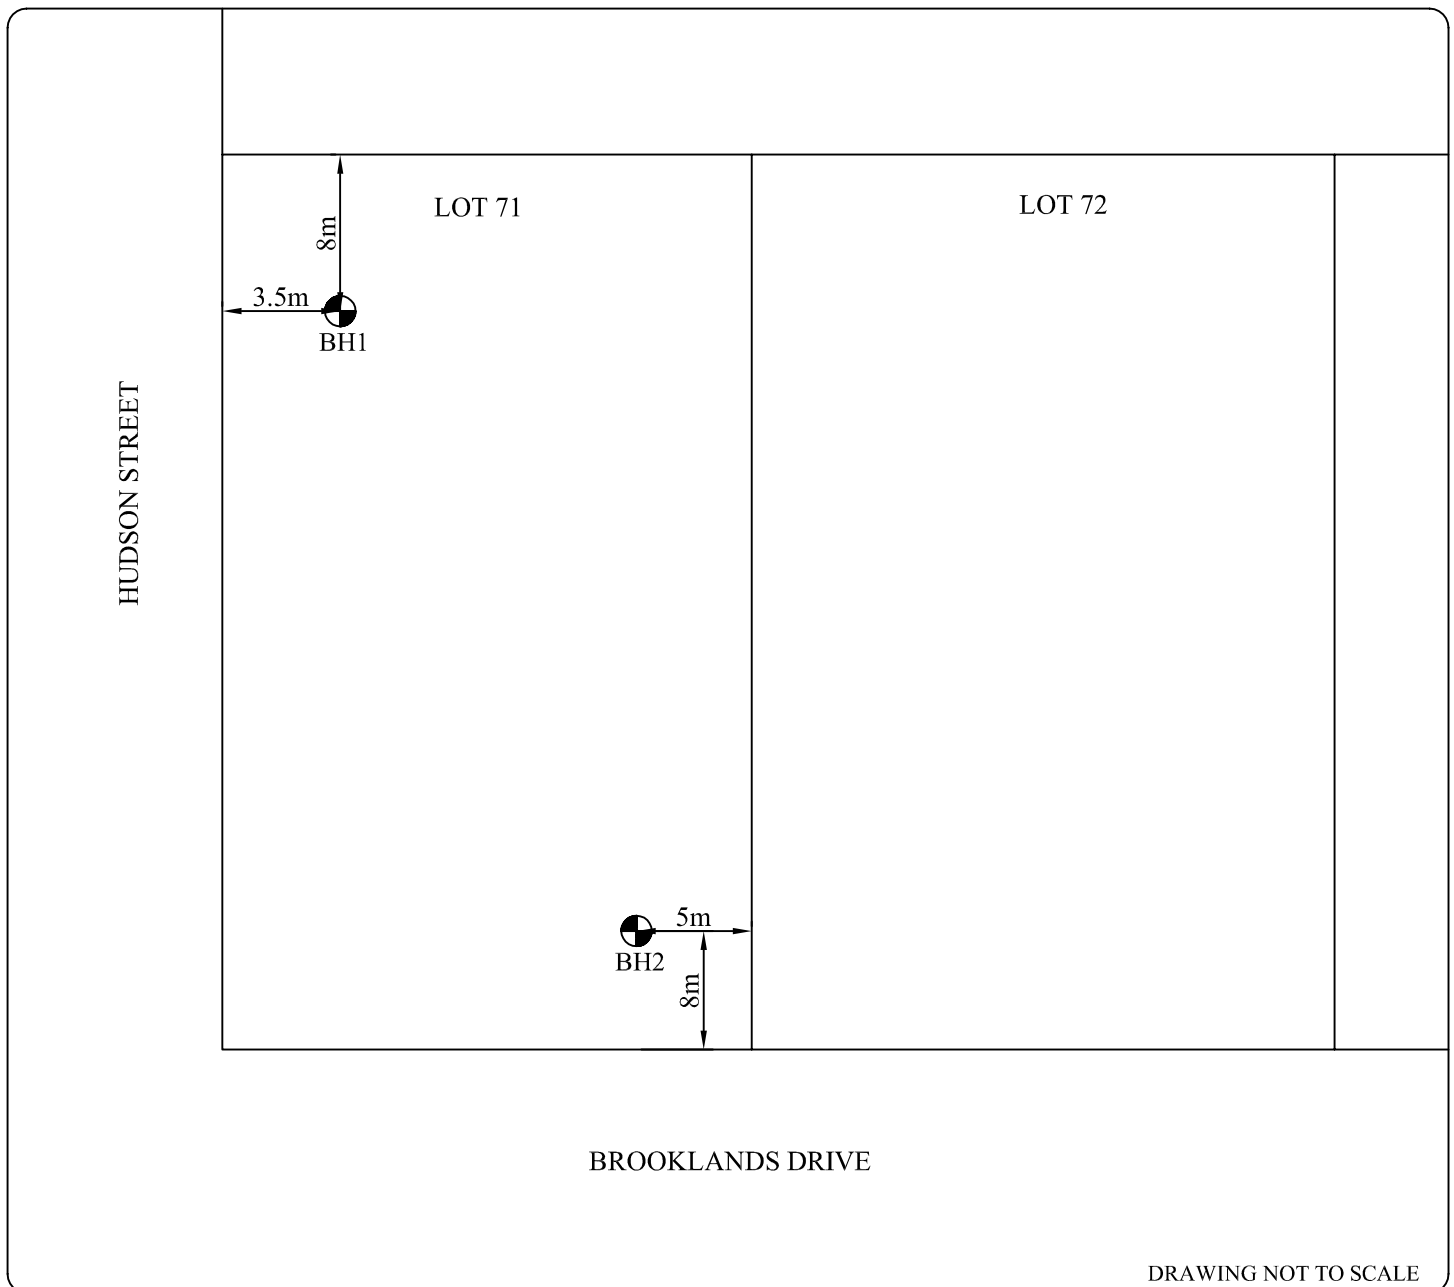 LOT 71
LOT 72
8m
3.5m
BH1
HUDSON STREET
5m
BH2
8m
BROOKLANDS DRIVE
DRAWING NOT TO SCALE